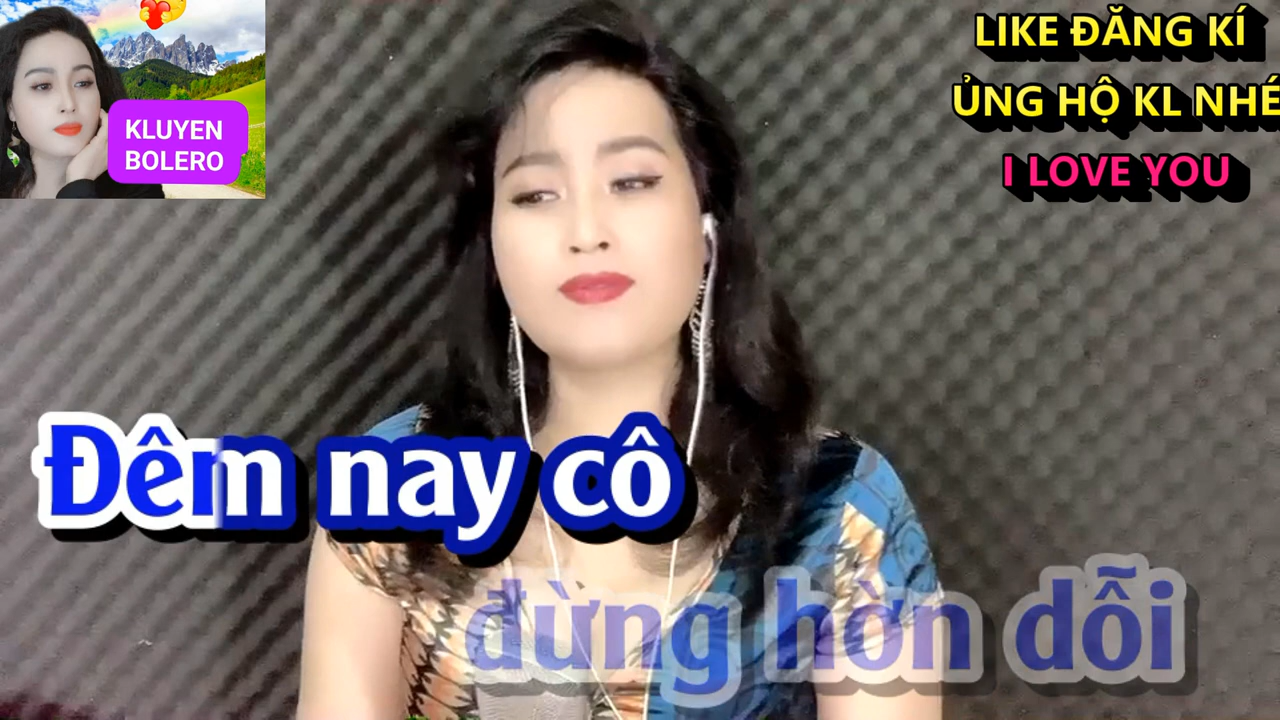 KLUYEN
BOLERO
LIKE ĐĂNG KÍ
ỦNG HỘ KL NHÉ
I LOVE YOU
Đêm nay cô
đừng hờn dỗi